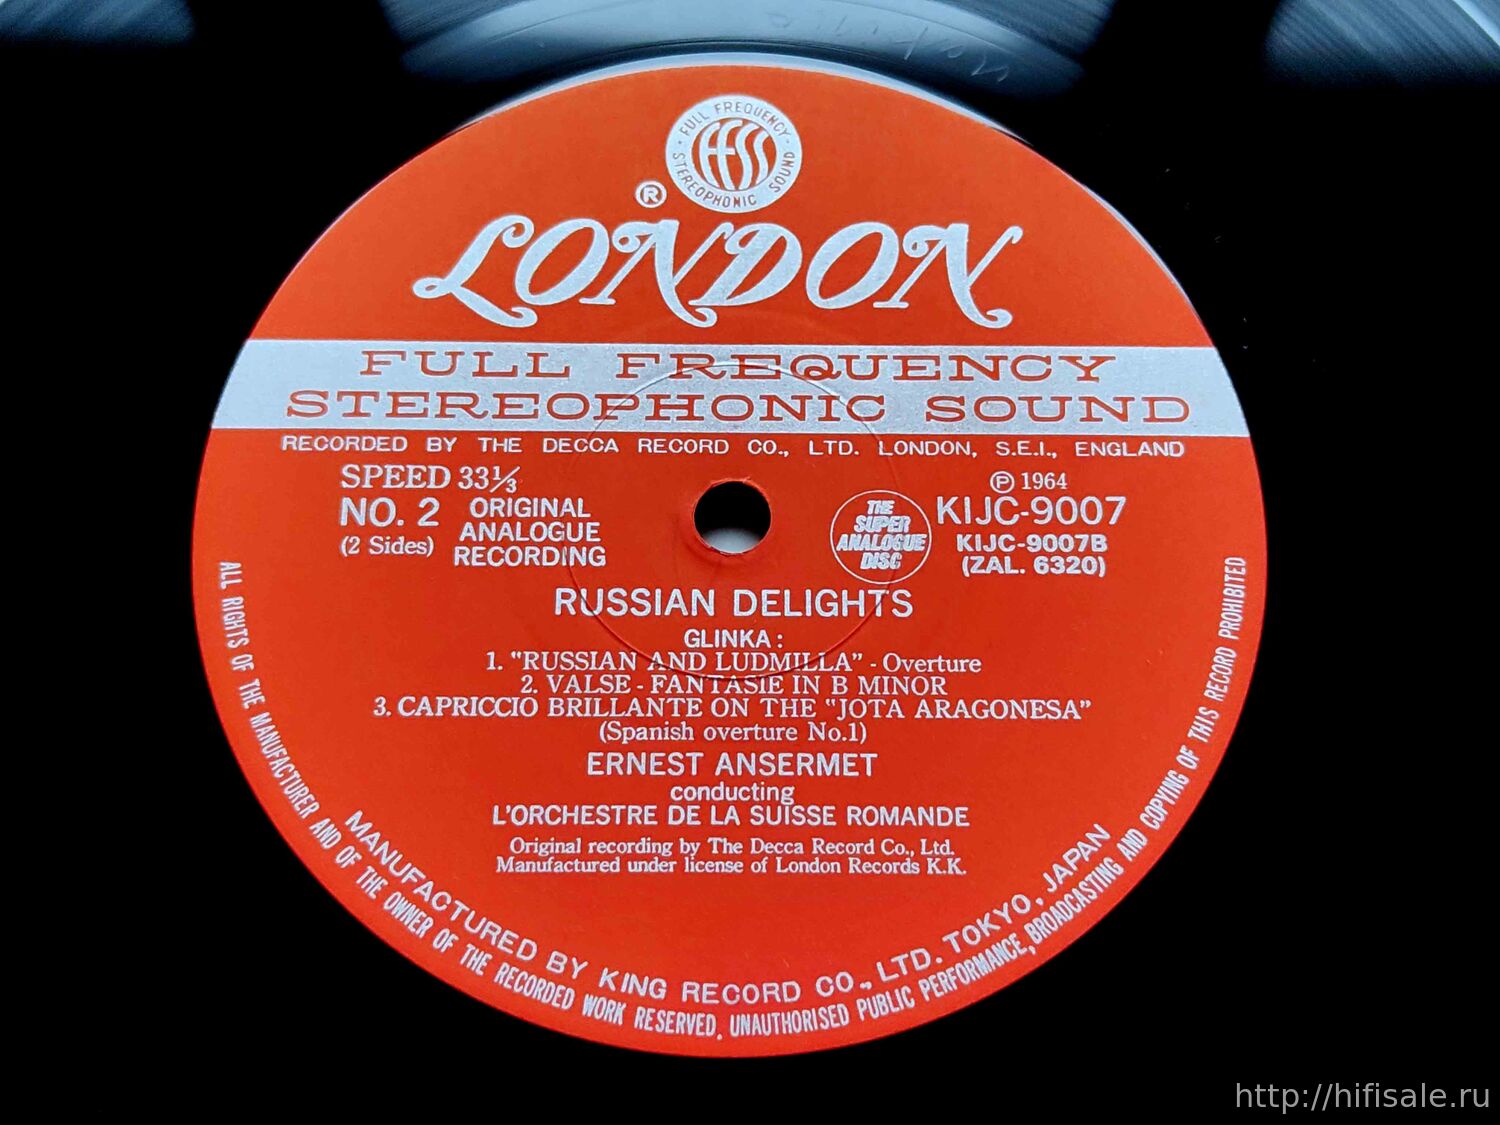 FULL FREQUENCY
ffss
STEREOPHONIC SOUND
®
LONDON
FULL FREQUENCY
STEREOPHONIC SOUND
RECORDED BY THE DECCA RECORD CO., LTD. LONDON, S.E.I., ENGLAND
SPEED 33⅓
℗ 1964
NO. 2
(2 Sides)
ORIGINAL
ANALOGUE
RECORDING
THE
SUPER
ANALOGUE
DISC
KIJC-9007
KIJC-9007B
(ZAL. 6320)
RUSSIAN DELIGHTS
GLINKA :
1. "RUSSIAN AND LUDMILLA" - Overture
2. VALSE - FANTASIE IN B MINOR
3. CAPRICCIO BRILLANTE ON THE "JOTA ARAGONESA"
(Spanish overture No.1)
ERNEST ANSERMET
conducting
L'ORCHESTRE DE LA SUISSE ROMANDE
Original recording by The Decca Record Co., Ltd.
Manufactured under license of London Records K.K.
MANUFACTURED BY KING RECORD CO., LTD. TOKYO, JAPAN
ALL RIGHTS OF THE MANUFACTURER AND OF THE OWNER OF THE RECORDED WORK RESERVED. UNAUTHORISED PUBLIC PERFORMANCE, BROADCASTING AND COPYING OF THIS RECORD PROHIBITED
http://hifisale.ru